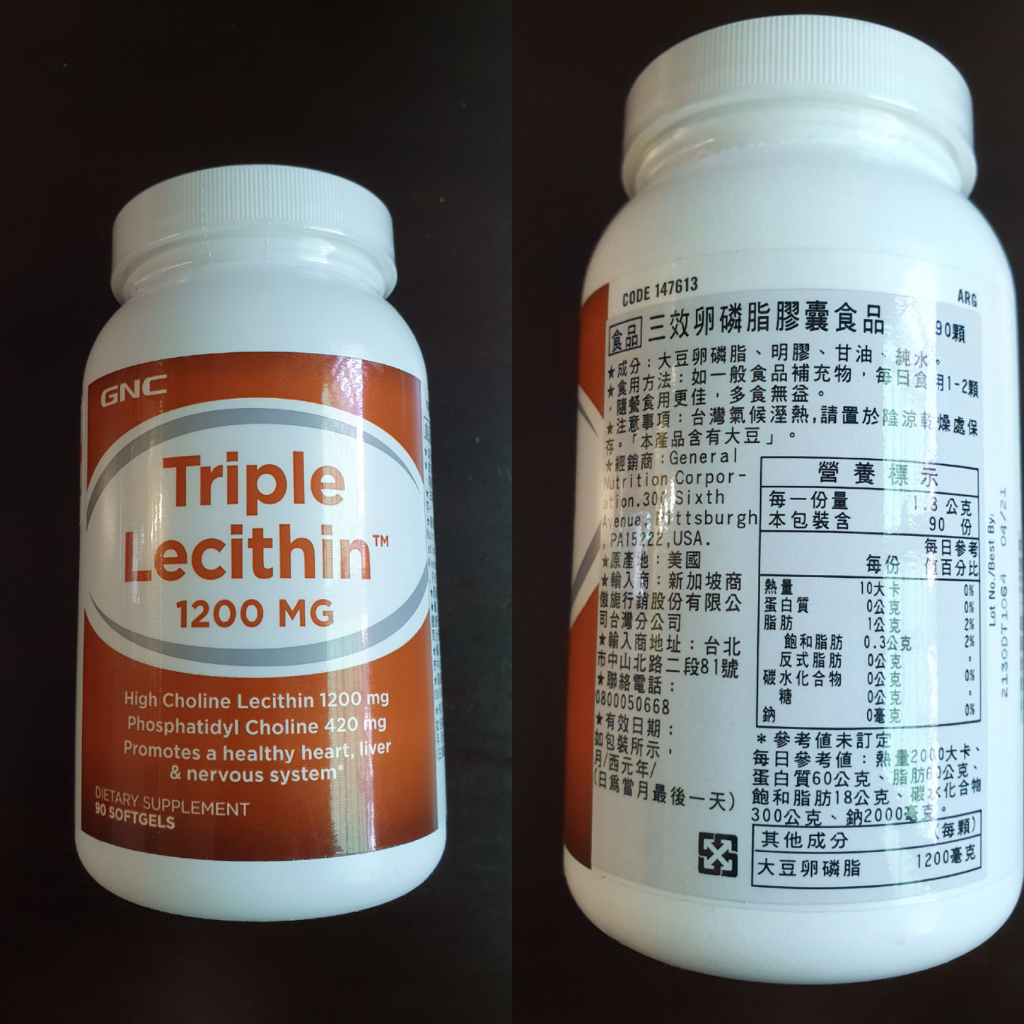 GNC
Triple
Lecithin™
1200 MG
High Choline Lecithin 1200 mg
Phosphatidyl Choline 420 mg
Promotes a healthy heart, liver
& nervous system*
DIETARY SUPPLEMENT
90 SOFTGELS
CODE 147613
ARG
食品 三效卵磷脂膠囊食品 90顆
★成分：大豆卵磷脂、明膠、甘油、純水。
★食用方法：如一般食品補充物，每日食用1-2顆
，隨餐食用更佳，多食無益。
★注意事項：台灣氣候溼熱,請置於陰涼乾燥處保
存。「本產品含有大豆」。
★經銷商：General
Nutrition Corpor-
ation.300 Sixth
Avenue, Pittsburgh
, PA15222,USA.
★原產地：美國
★輸入商：新加坡商
傲旎行銷股份有限公
司台灣分公司
★輸入商地址：台北
市中山北路二段81號
★聯絡電話：
0800050668
★有效日期：
如包裝所示，
月/西元年/
(日為當月最後一天)
營養標示
每一份量 1.3公克
本包裝含 90 份
每份 每日參考
值百分比
熱量 10大卡 0%
蛋白質 0公克 0%
脂肪 1公克 2%
飽和脂肪 0.3公克 2%
反式脂肪 0公克 *
碳水化合物 0公克 0%
糖 0公克 *
鈉 0毫克 0%
*參考值未訂定
每日參考值：熱量2000大卡、
蛋白質60公克、脂肪60公克、
飽和脂肪18公克、碳水化合物
300公克、鈉2000毫克。
其他成分 (每顆)
大豆卵磷脂 1200毫克
Lot No./Best By:
2130DT1064 04/21